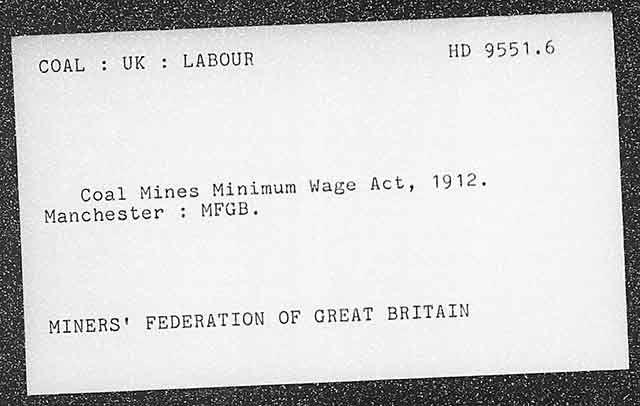 COAL : UK : LABOUR HD 9551.6
Coal Mines Minimum Wage Act, 1912.
Manchester : MFGB.
MINERS' FEDERATION OF GREAT BRITAIN